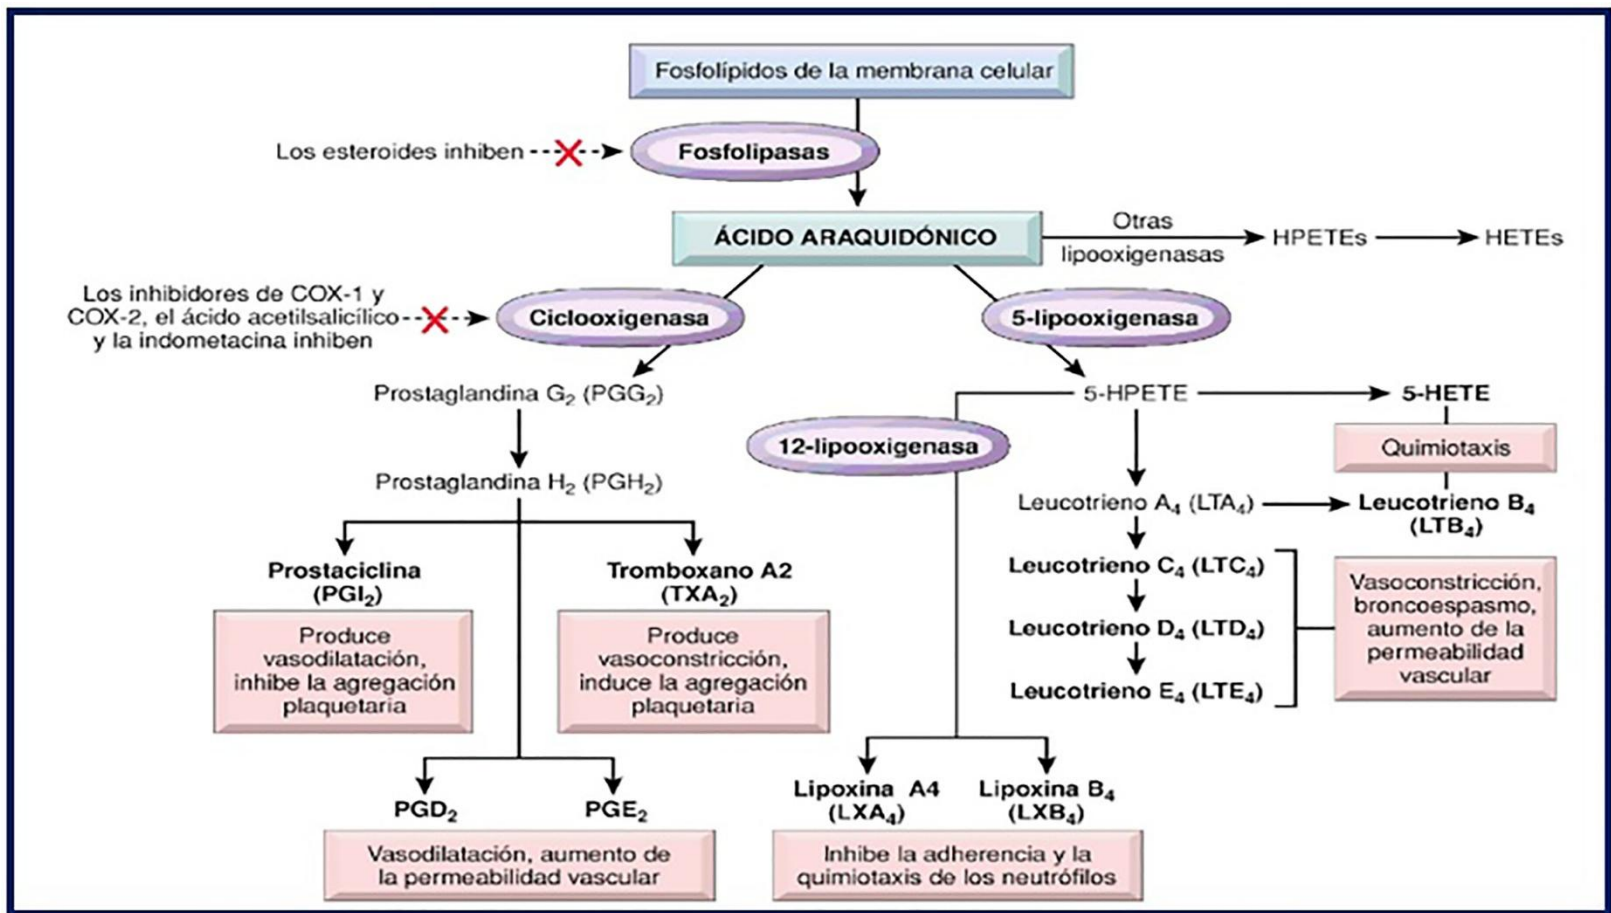 Fosfolípidos de la membrana celular
Los esteroides inhiben
Fosfolipasas
ÁCIDO ARAQUIDÓNICO
Otras
lipooxigenasas
HPETEs
HETEs
Los inhibidores de COX-1 y
COX-2, el ácido acetilsalicílico
y la indometacina inhiben
Ciclooxigenasa
5-lipooxigenasa
Prostaglandina G₂ (PGG₂)
5-HPETE
5-HETE
12-lipooxigenasa
Quimiotaxis
Prostaglandina H₂ (PGH₂)
Leucotrieno A₄ (LTA₄)
Leucotrieno B₄
(LTB₄)
Prostaciclina
(PGI₂)
Tromboxano A2
(TXA₂)
Leucotrieno C₄ (LTC₄)
Leucotrieno D₄ (LTD₄)
Leucotrieno E₄ (LTE₄)
Vasoconstricción,
broncoespasmo,
aumento de la
permeabilidad
vascular
Produce
vasodilatación,
inhibe la agregación
plaquetaria
Produce
vasoconstricción,
induce la agregación
plaquetaria
PGD₂
PGE₂
Lipoxina A4
(LXA₄)
Lipoxina B₄
(LXB₄)
Vasodilatación, aumento de
la permeabilidad vascular
Inhibe la adherencia y la
quimiotaxis de los neutrófilos